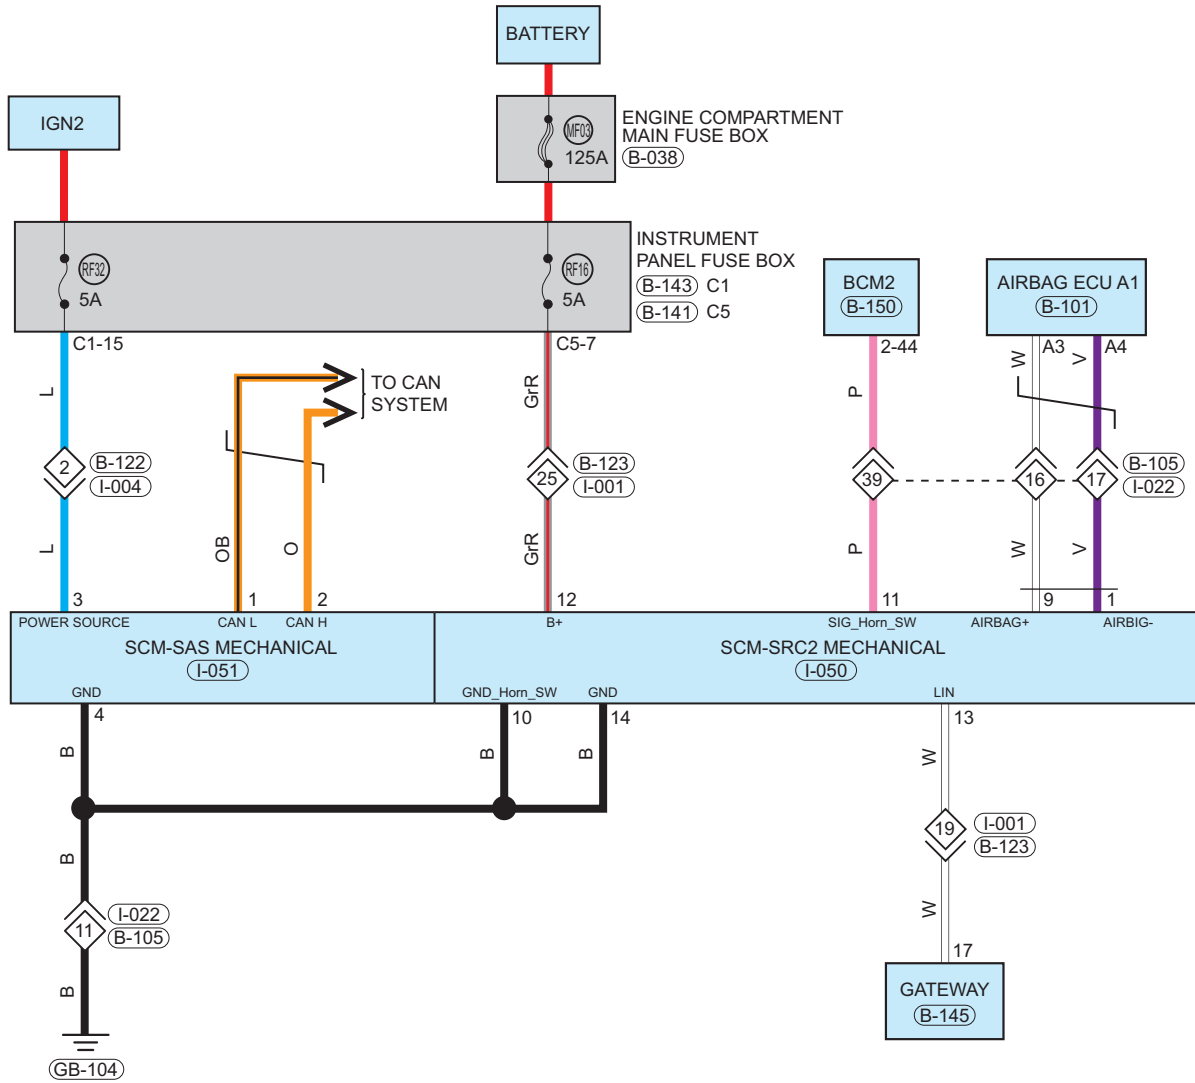 BATTERY
IGN2
MF03
125A
ENGINE COMPARTMENT
MAIN FUSE BOX
B-038
RF32
5A
RF16
5A
INSTRUMENT
PANEL FUSE BOX
B-143 C1
B-141 C5
BCM2
B-150
AIRBAG ECU A1
B-101
C1-15
C5-7
2-44
A3
A4
L
TO CAN
SYSTEM
GrR
P
W
V
2
B-122
I-004
25
B-123
I-001
39
16
17
B-105
I-022
L
OB
O
GrR
P
W
V
3
1
2
12
11
9
1
POWER SOURCE
CAN L
CAN H
B+
SIG_Horn_SW
AIRBAG+
AIRBIG-
SCM-SAS MECHANICAL
I-051
SCM-SRC2 MECHANICAL
I-050
GND
GND_Horn_SW
GND
LIN
4
10
14
13
B
B
B
W
19
I-001
B-123
B
W
11
I-022
B-105
17
B
GATEWAY
B-145
GB-104